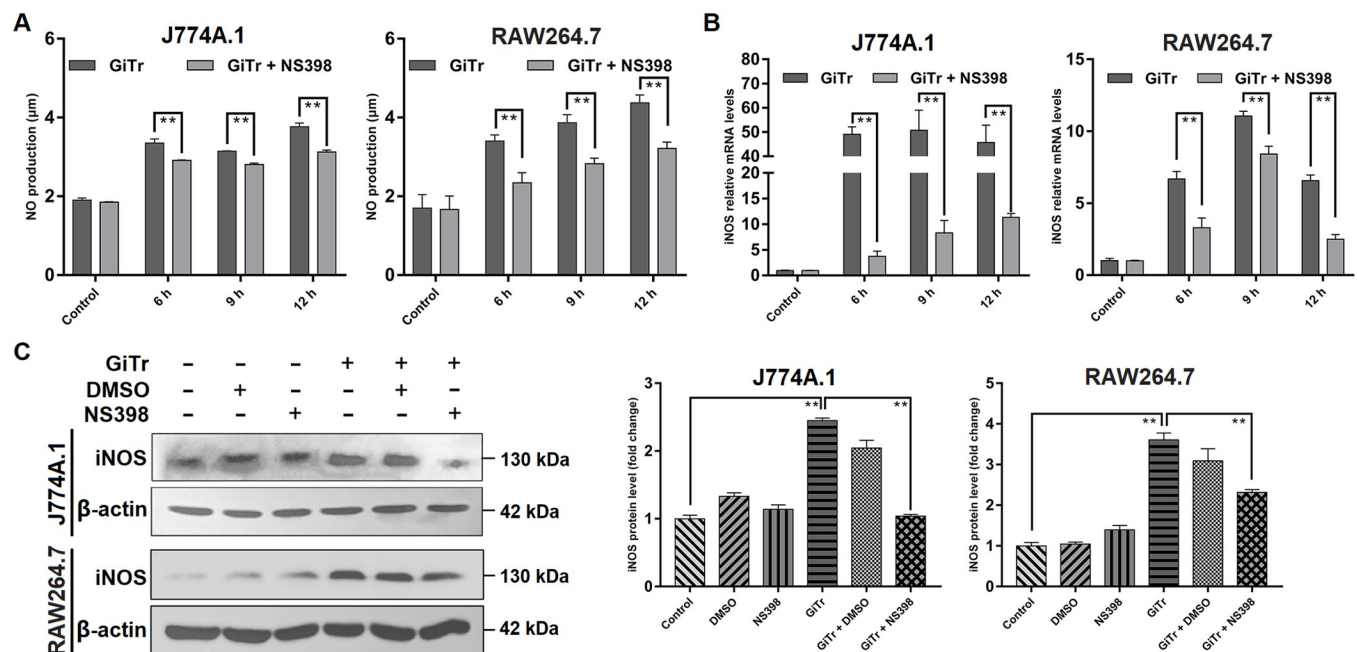 A
J774A.1
6
4
2
0
NO production (µm)
GiTr
GiTr + NS398
**
**
**
Control
6 h
9 h
12 h
RAW264.7
6
4
2
0
NO production (µm)
GiTr
GiTr + NS398
**
**
**
Control
6 h
9 h
12 h
B
J774A.1
80
70
60
50
40
20
15
10
5
0
iNOS relative mRNA levels
GiTr
GiTr + NS398
**
**
**
Control
6 h
9 h
12 h
RAW264.7
15
10
5
0
iNOS relative mRNA levels
GiTr
GiTr + NS398
**
**
**
Control
6 h
9 h
12 h
C
GiTr - - - + + +
DMSO - + - - + -
NS398 - - + - - +
J774A.1
iNOS
130 kDa
β-actin
42 kDa
RAW264.7
iNOS
130 kDa
β-actin
42 kDa
J774A.1
3
2
1
0
iNOS protein level (fold change)
**
**
Control
DMSO
NS398
GiTr
GiTr + DMSO
GiTr + NS398
RAW264.7
5
4
3
2
1
0
iNOS protein level (fold change)
**
**
Control
DMSO
NS398
GiTr
GiTr + DMSO
GiTr + NS398